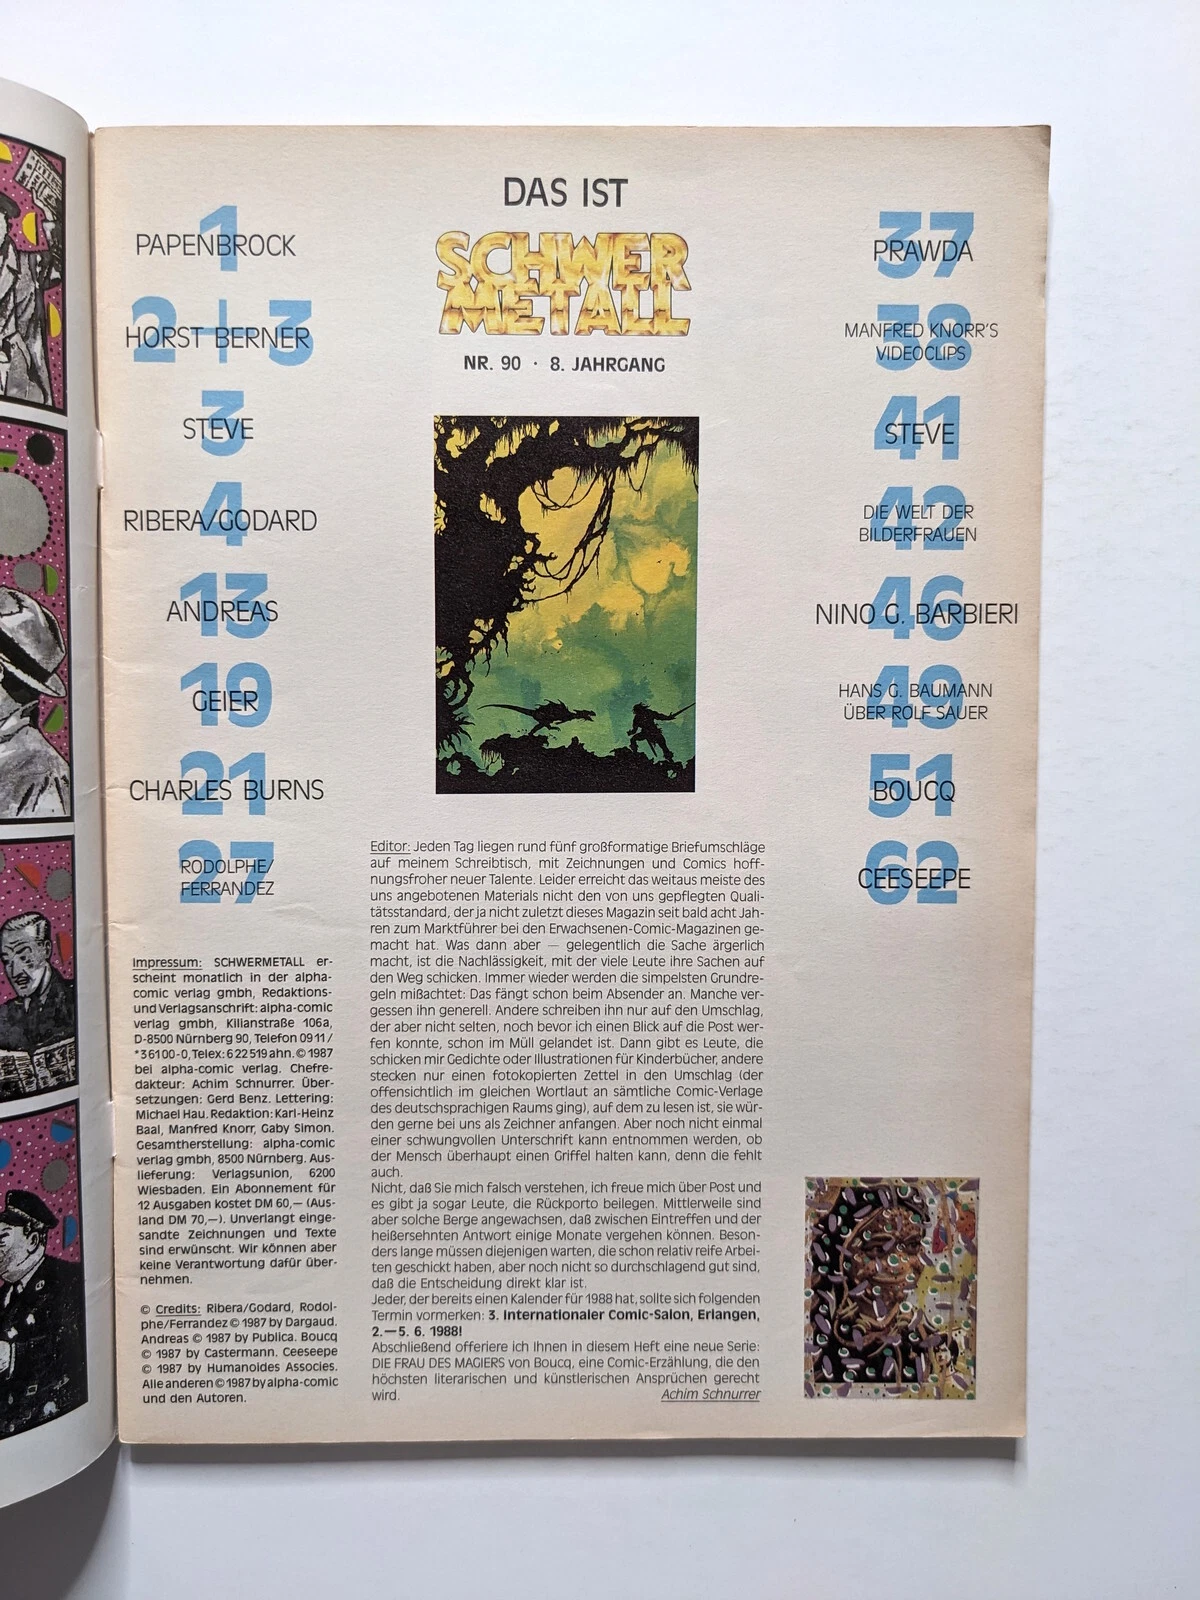 DAS IST
SCHWER
METALL
NR. 90 · 8. JAHRGANG
1
PAPENBROCK
2+3
HORST BERNER
3
STEVE
4
RIBERA/GODARD
13
ANDREAS
19
GEIER
21
CHARLES BURNS
27
RODOLPHE/
FERRANDEZ
37
PRAWDA
38
MANFRED KNORR'S
VIDEOCLIPS
41
STEVE
42
DIE WELT DER
BILDERFRAUEN
46
NINO G. BARBIERI
49
HANS G. BAUMANN
ÜBER ROLF SAUER
51
BOUCQ
62
CEESEEPE
Impressum: SCHWERMETALL er-
scheint monatlich in der alpha-
comic verlag gmbh, Redaktions-
und Verlagsanschrift: alpha-comic
verlag gmbh, Kilianstraße 106a,
D-8500 Nürnberg 90, Telefon 09 11/
*3 61 00-0, Telex: 6 22 519 ahn. © 1987
bei alpha-comic verlag. Chefre-
dakteur: Achim Schnurrer. Über-
setzungen: Gerd Benz. Lettering:
Michael Hau. Redaktion: Karl-Heinz
Baal, Manfred Knorr, Gaby Simon.
Gesamtherstellung: alpha-comic
verlag gmbh, 8500 Nürnberg. Aus-
lieferung: Verlagsunion, 6200
Wiesbaden. Ein Abonnement für
12 Ausgaben kostet DM 60,— (Aus-
land DM 70,—). Unverlangt einge-
sandte Zeichnungen und Texte
sind erwünscht. Wir können aber
keine Verantwortung dafür über-
nehmen.
© Credits: Ribera/Godard, Rodol-
phe/Ferrandez © 1987 by Dargaud.
Andreas © 1987 by Publica. Boucq
© 1987 by Castermann. Ceeseepe
© 1987 by Humanoides Associes.
Alle anderen © 1987 by alpha-comic
und den Autoren.
Editor: Jeden Tag liegen rund fünf großformatige Briefumschläge
auf meinem Schreibtisch, mit Zeichnungen und Comics hoff-
nungsfroher neuer Talente. Leider erreicht das weitaus meiste des
uns angebotenen Materials nicht den von uns gepflegten Quali-
tätsstandard, der ja nicht zuletzt dieses Magazin seit bald acht Jah-
ren zum Marktführer bei den Erwachsenen-Comic-Magazinen ge-
macht hat. Was dann aber — gelegentlich die Sache ärgerlich
macht, ist die Nachlässigkeit, mit der viele Leute ihre Sachen auf
den Weg schicken. Immer wieder werden die simpelsten Grundre-
geln mißachtet: Das fängt schon beim Absender an. Manche ver-
gessen ihn generell. Andere schreiben ihn nur auf den Umschlag,
der aber nicht selten, noch bevor ich einen Blick auf die Post wer-
fen konnte, schon im Müll gelandet ist. Dann gibt es Leute, die
schicken mir Gedichte oder Illustrationen für Kinderbücher, andere
stecken nur einen fotokopierten Zettel in den Umschlag (der
offensichtlich im gleichen Wortlaut an sämtliche Comic-Verlage
des deutschsprachigen Raums ging), auf dem zu lesen ist, sie wür-
den gerne bei uns als Zeichner anfangen. Aber noch nicht einmal
einer schwungvollen Unterschrift kann entnommen werden, ob
der Mensch überhaupt einen Griffel halten kann, denn die fehlt
auch.
Nicht, daß Sie mich falsch verstehen, ich freue mich über Post und
es gibt ja sogar Leute, die Rückporto beilegen. Mittlerweile sind
aber solche Berge angewachsen, daß zwischen Eintreffen und der
heißersehnten Antwort einige Monate vergehen können. Beson-
ders lange müssen diejenigen warten, die schon relativ reife Arbei-
ten geschickt haben, aber noch nicht so durchschlagend gut sind,
daß die Entscheidung direkt klar ist.
Jeder, der bereits einen Kalender für 1988 hat, sollte sich folgenden
Termin vormerken: 3. Internationaler Comic-Salon, Erlangen,
2.—5. 6. 1988!
Abschließend offeriere ich Ihnen in diesem Heft eine neue Serie:
DIE FRAU DES MAGIERS von Boucq, eine Comic-Erzählung, die den
höchsten literarischen und künstlerischen Ansprüchen gerecht
wird.
Achim Schnurrer